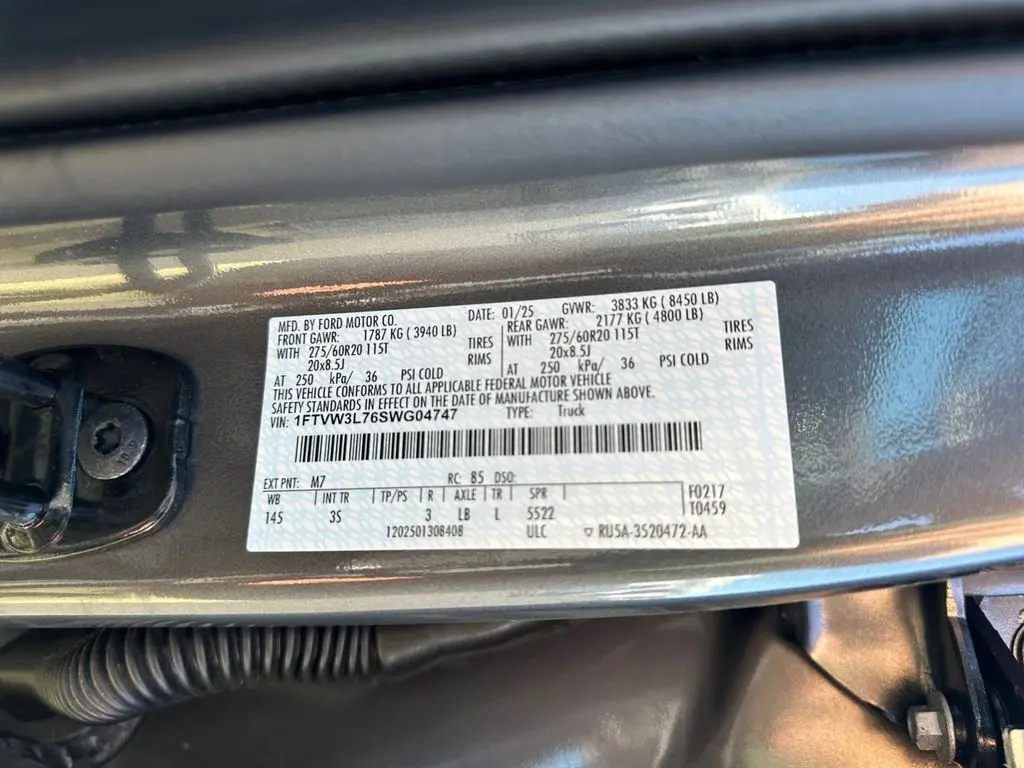 MFD. BY FORD MOTOR CO. DATE: 01/25 GVWR: 3833 KG ( 8450 LB)
FRONT GAWR: 1787 KG ( 3940 LB) REAR GAWR: 2177 KG ( 4800 LB)
WITH 275/60R20 115T TIRES 275/60R20 115T TIRES
20x8.5J RIMS 20x8.5J RIMS
AT 250 kPa/ 36 PSI COLD AT 250 kPa/ 36 PSI COLD
THIS VEHICLE CONFORMS TO ALL APPLICABLE FEDERAL MOTOR VEHICLE
SAFETY STANDARDS IN EFFECT ON THE DATE OF MANUFACTURE SHOWN ABOVE.
VIN: 1FTVW3L76SWG04747 TYPE: Truck
EXT PNT: M7 RC: 85 DSO:
WB INT TR TP/PS R AXLE TR SPR F0217
145 3S 3 LB L 5522 T0459
1202501308408 ULC ▽ RU5A-3520472-AA